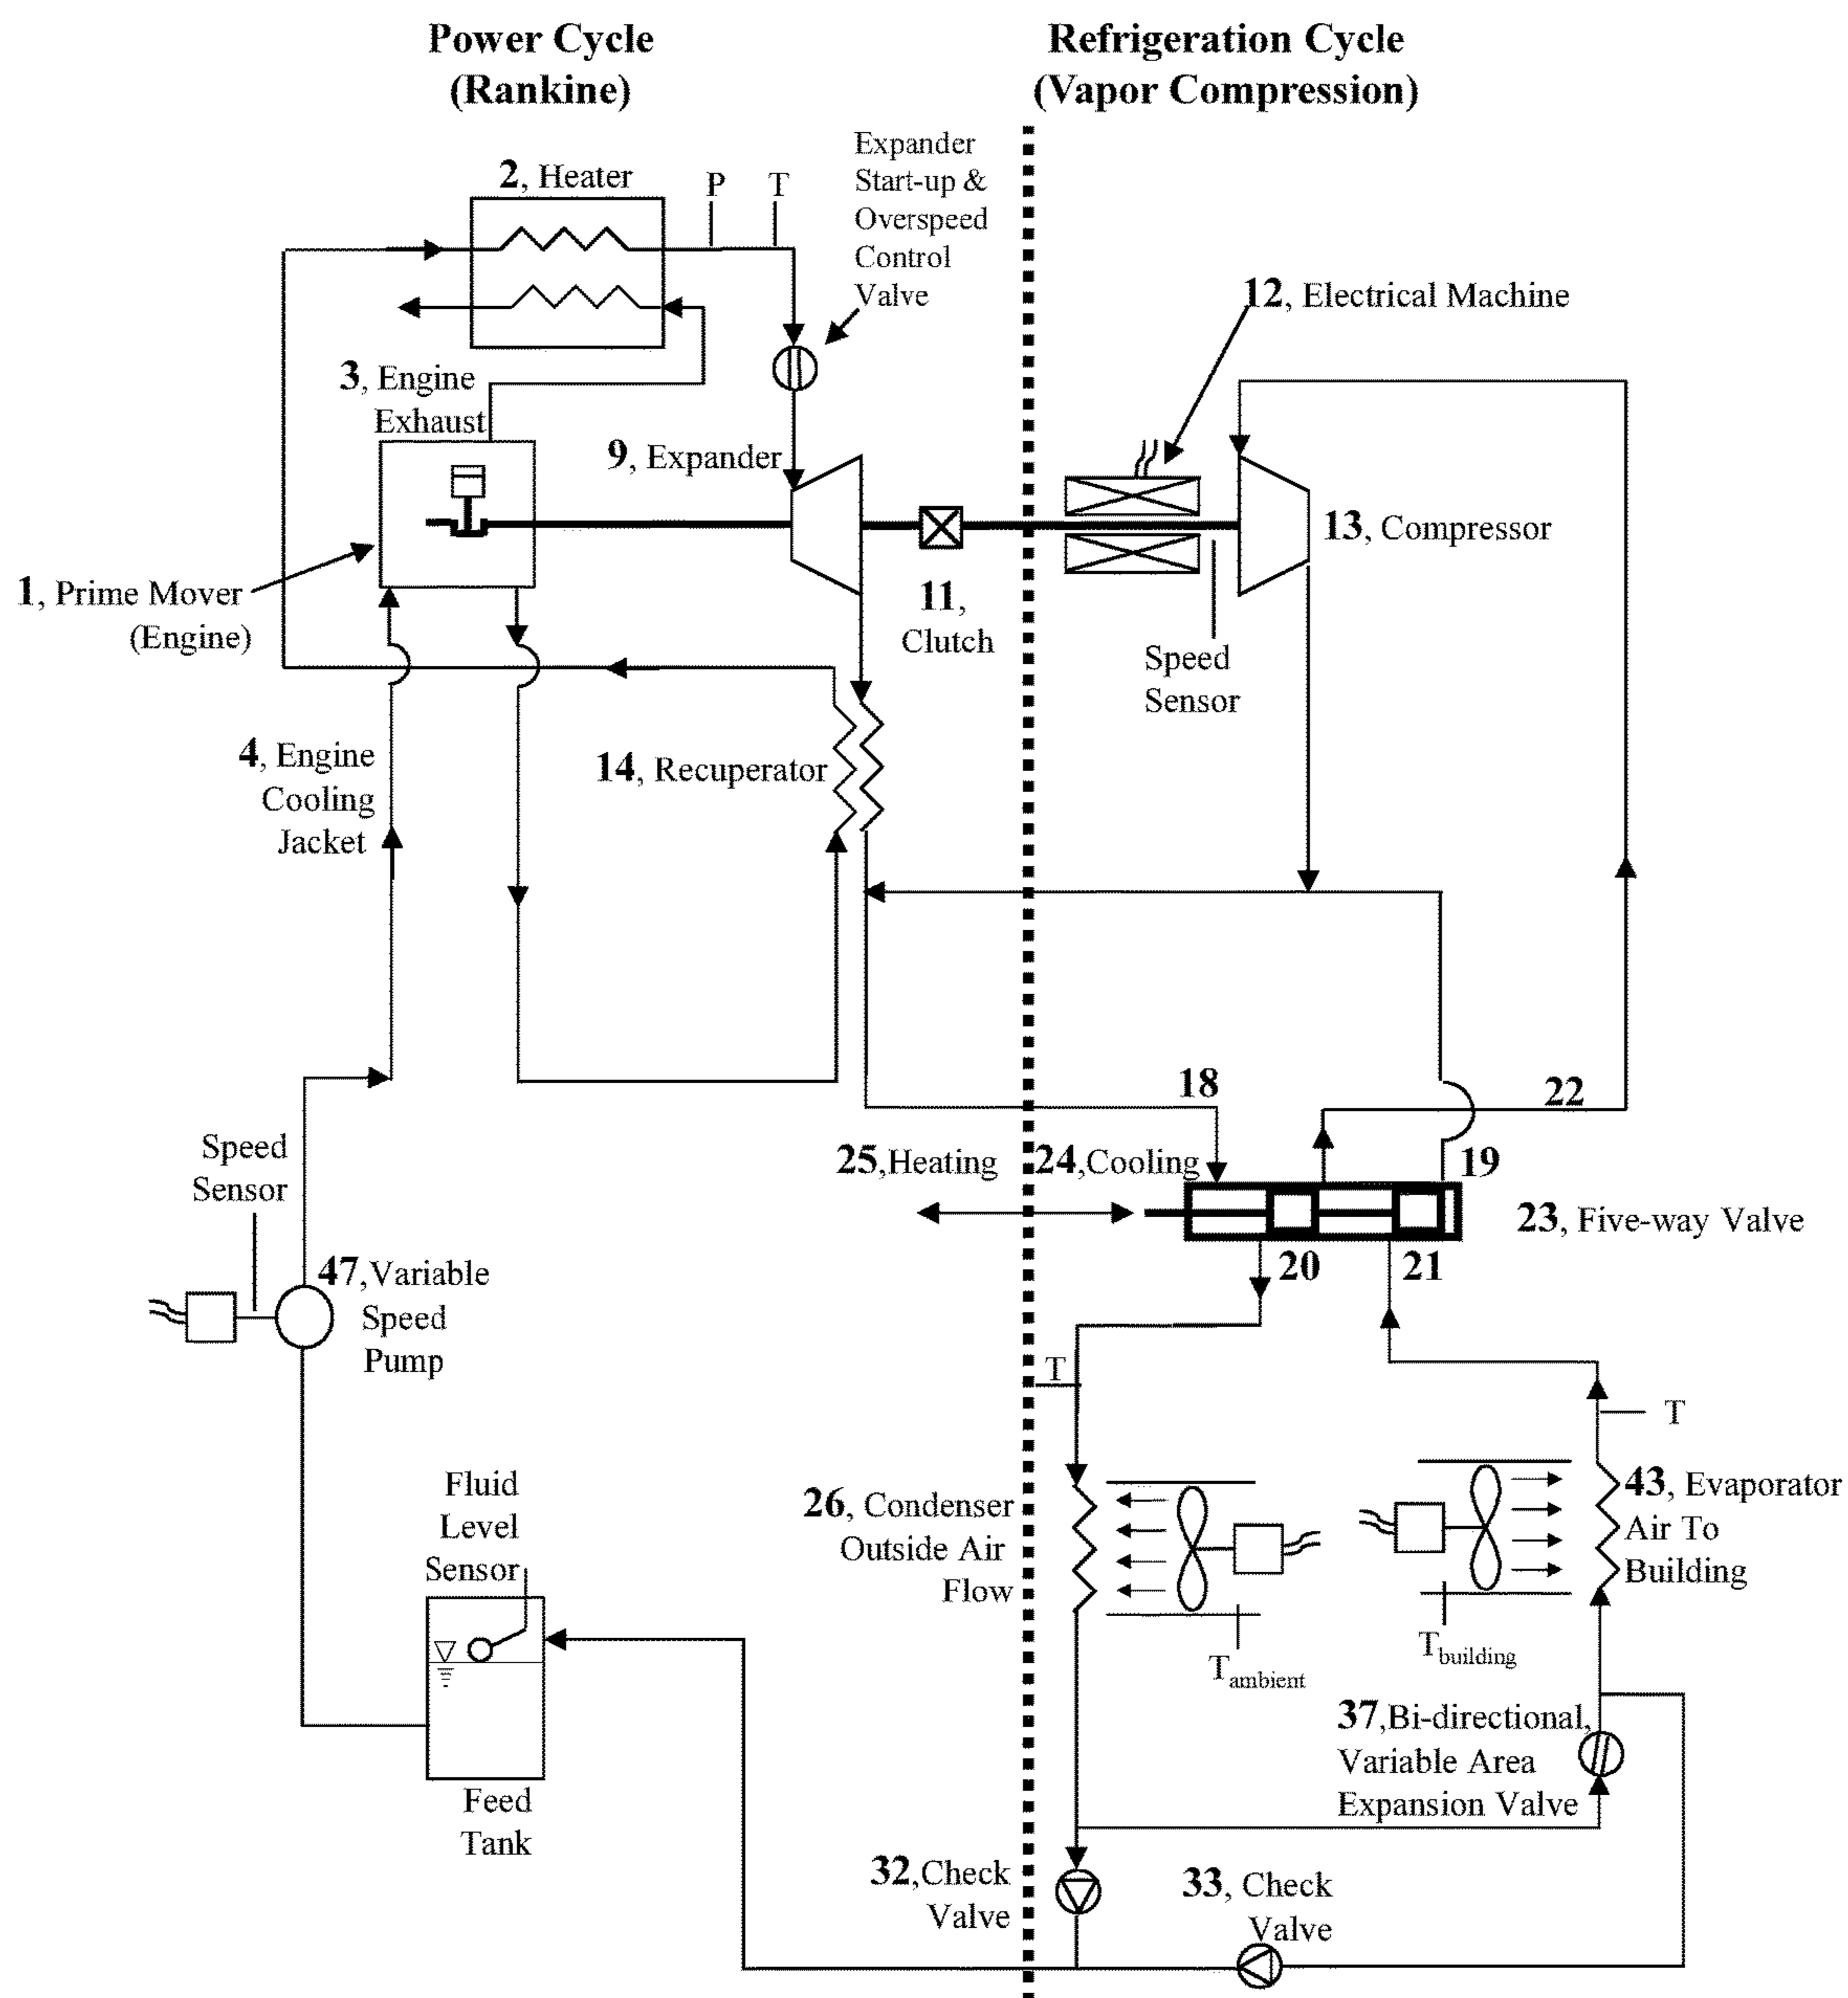 Power Cycle
(Rankine)
Refrigeration Cycle
(Vapor Compression)
2, Heater
P
T
Expander
Start-up &
Overspeed
Control
Valve
12, Electrical Machine
3, Engine
Exhaust
9, Expander
13, Compressor
1, Prime Mover
(Engine)
11,
Clutch
Speed
Sensor
4, Engine
Cooling
Jacket
14, Recuperator
18
22
25,Heating
24,Cooling
19
Speed
Sensor
23, Five-way Valve
20
21
47,Variable
Speed
Pump
T
T
Fluid
Level
Sensor
26, Condenser
Outside Air
Flow
43, Evaporator
Air To
Building
Tambient
Tbuilding
37,Bi-directional,
Variable Area
Expansion Valve
Feed
Tank
32,Check
Valve
33, Check
Valve